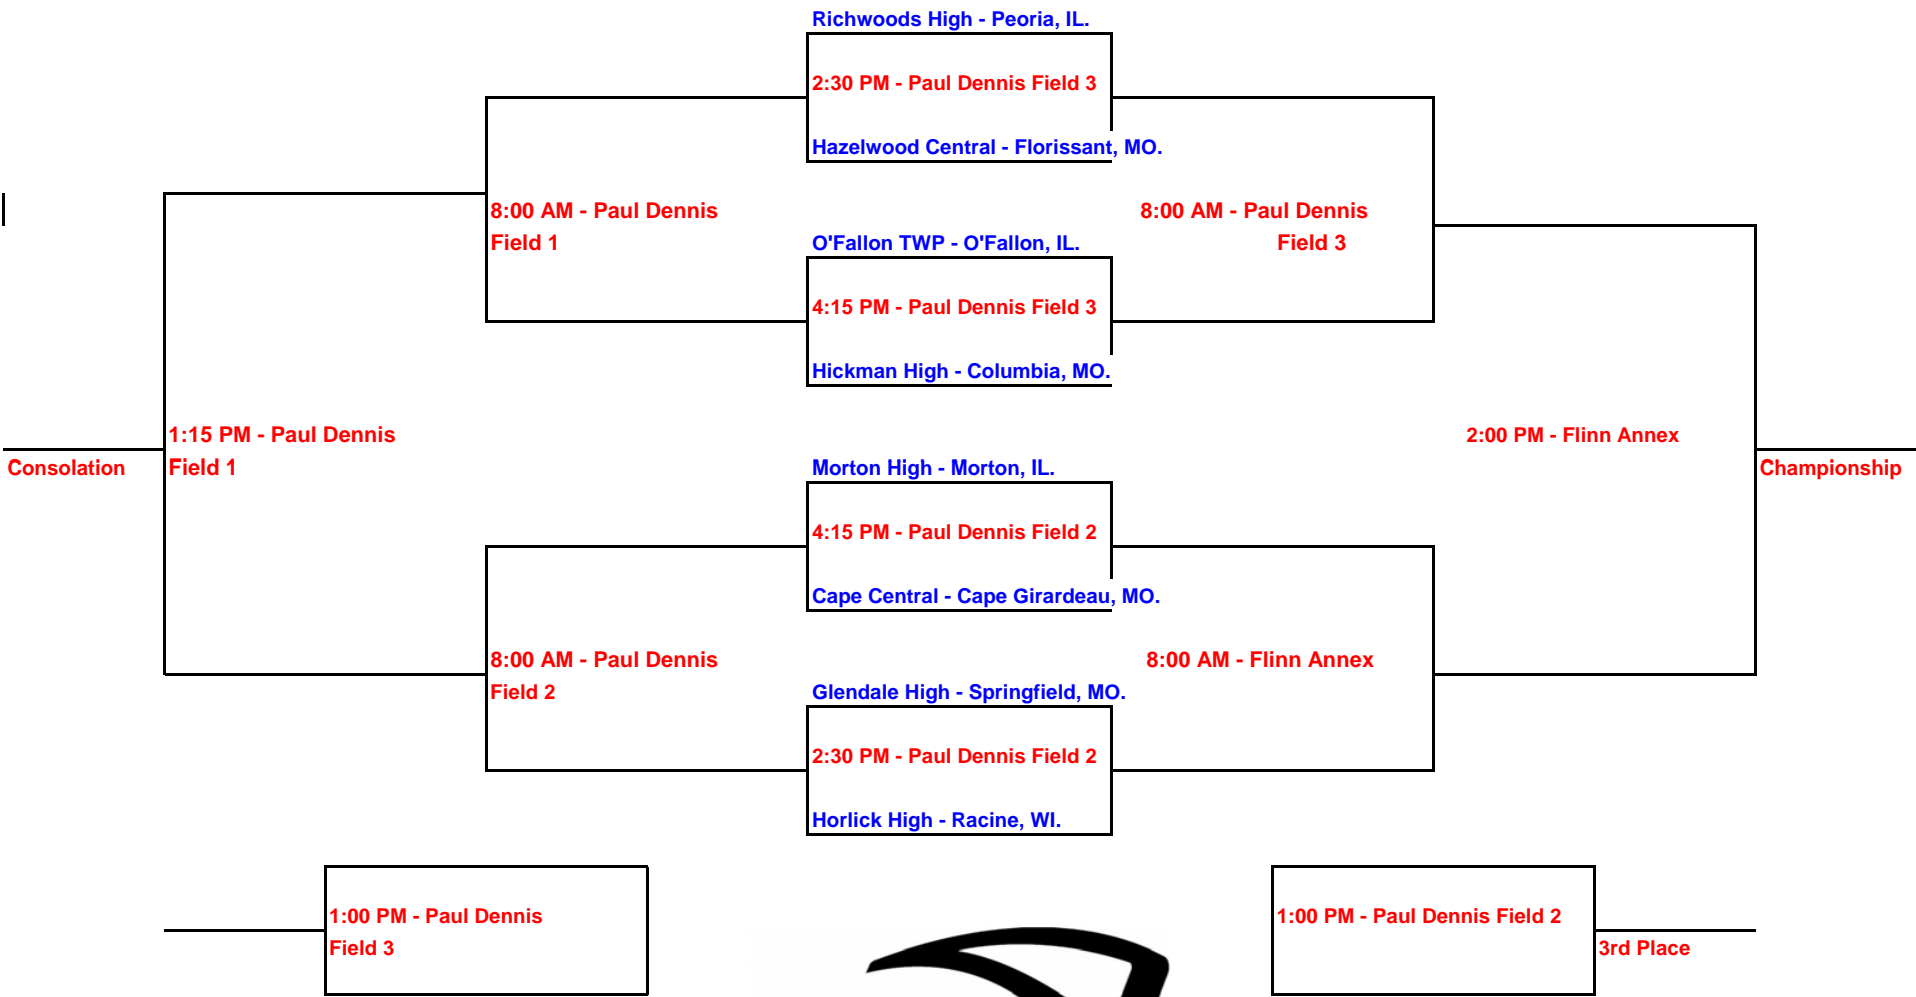 Richwoods High - Peoria, IL.
2:30 PM - Paul Dennis Field 3
Hazelwood Central - Florissant, MO.
8:00 AM - Paul Dennis
Field 1
8:00 AM - Paul Dennis
Field 3
O'Fallon TWP - O'Fallon, IL.
4:15 PM - Paul Dennis Field 3
Hickman High - Columbia, MO.
1:15 PM - Paul Dennis
Field 1
2:00 PM - Flinn Annex
Consolation
Championship
Morton High - Morton, IL.
4:15 PM - Paul Dennis Field 2
Cape Central - Cape Girardeau, MO.
8:00 AM - Paul Dennis
Field 2
8:00 AM - Flinn Annex
Glendale High - Springfield, MO.
2:30 PM - Paul Dennis Field 2
Horlick High - Racine, WI.
1:00 PM - Paul Dennis
Field 3
1:00 PM - Paul Dennis Field 2
3rd Place